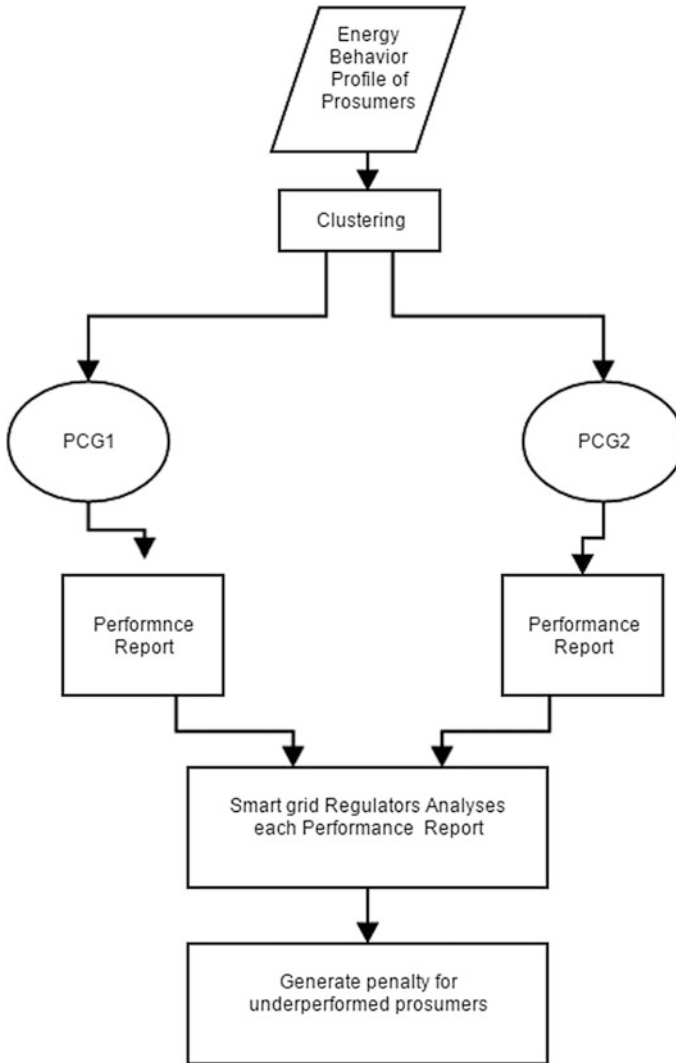 Energy
Behavior
Profile of
Prosumers
Clustering
PCG1
PCG2
Performnce
Report
Performance
Report
Smart grid Regulators Analyses
each Performance Report
Generate penalty for
underperformed prosumers